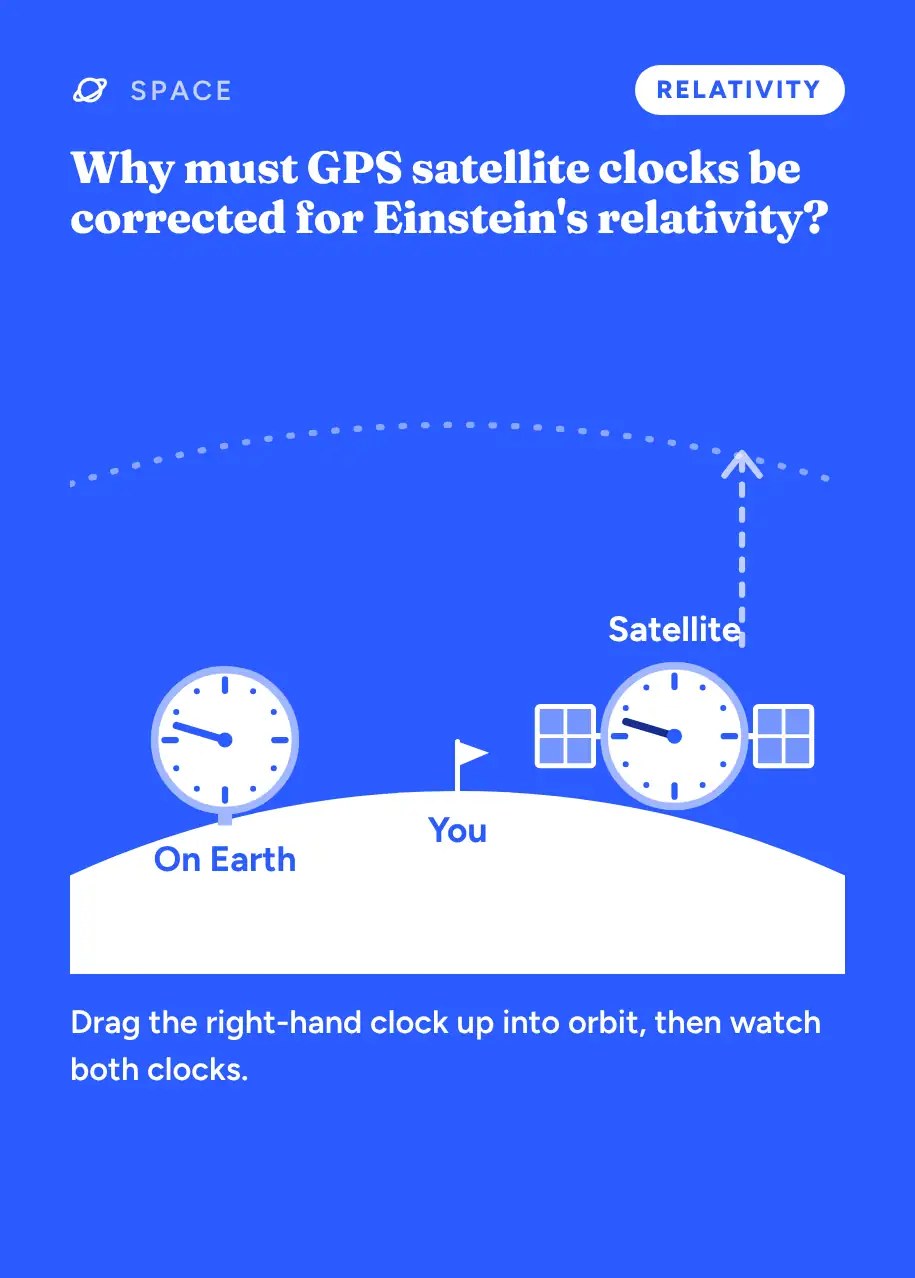 SPACE
RELATIVITY
Why must GPS satellite clocks be
corrected for Einstein's relativity?
Satellite
You
On Earth
Drag the right-hand clock up into orbit, then watch
both clocks.